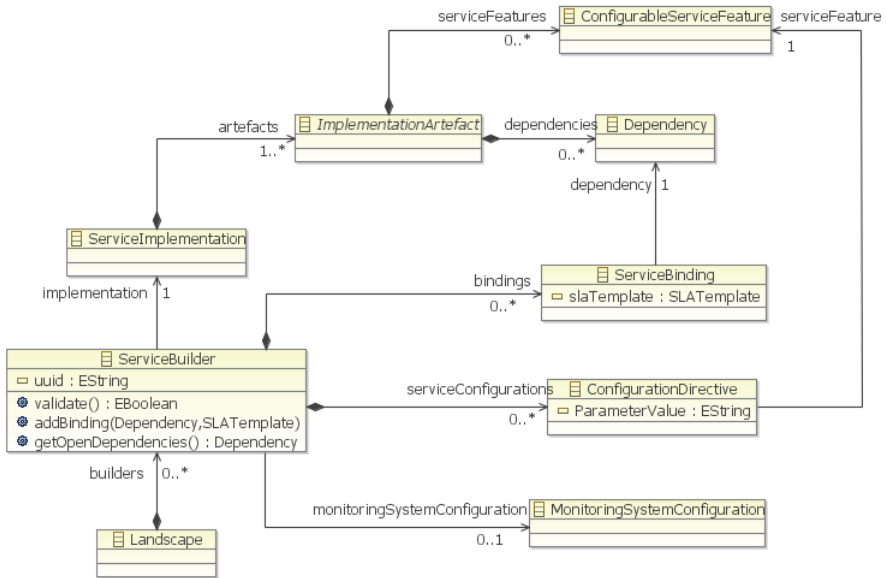 serviceFeatures
ConfigurableServiceFeature
serviceFeature
0..*
1
artefacts
ImplementationArtefact
dependencies
Dependency
1..*
0..*
dependency
1
ServiceImplementation
implementation
1
bindings
0..*
ServiceBinding
slaTemplate : SLATemplate
ServiceBuilder
uuid : EString
validate() : EBoolean
addBinding(Dependency,SLATemplate)
getOpenDependencies() : Dependency
serviceConfigurations
0..*
ConfigurationDirective
ParameterValue : EString
builders
0..*
monitoringSystemConfiguration
0..1
MonitoringSystemConfiguration
Landscape